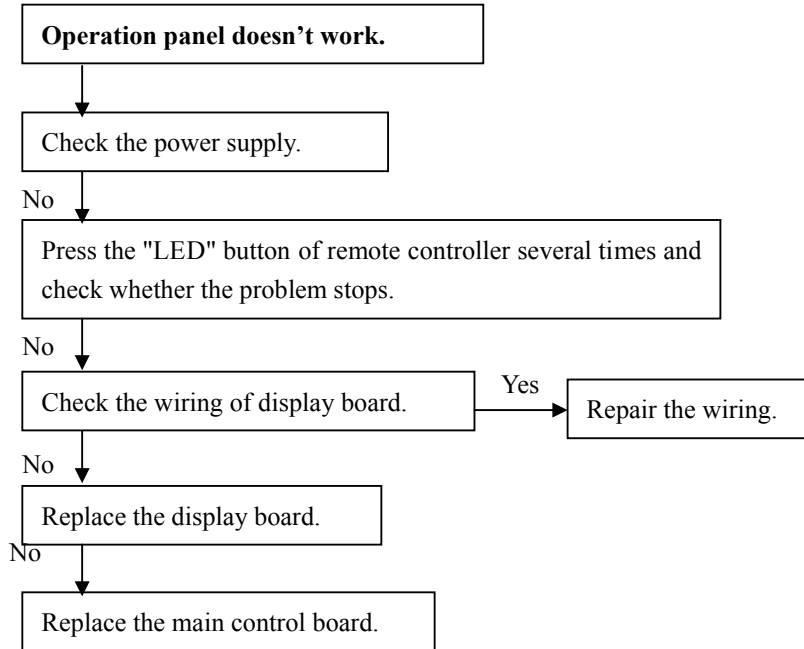 Operation panel doesn’t work.
Check the power supply.
No
Press the "LED" button of remote controller several times and
check whether the problem stops.
No
Check the wiring of display board.
Yes
Repair the wiring.
No
Replace the display board.
No
Replace the main control board.